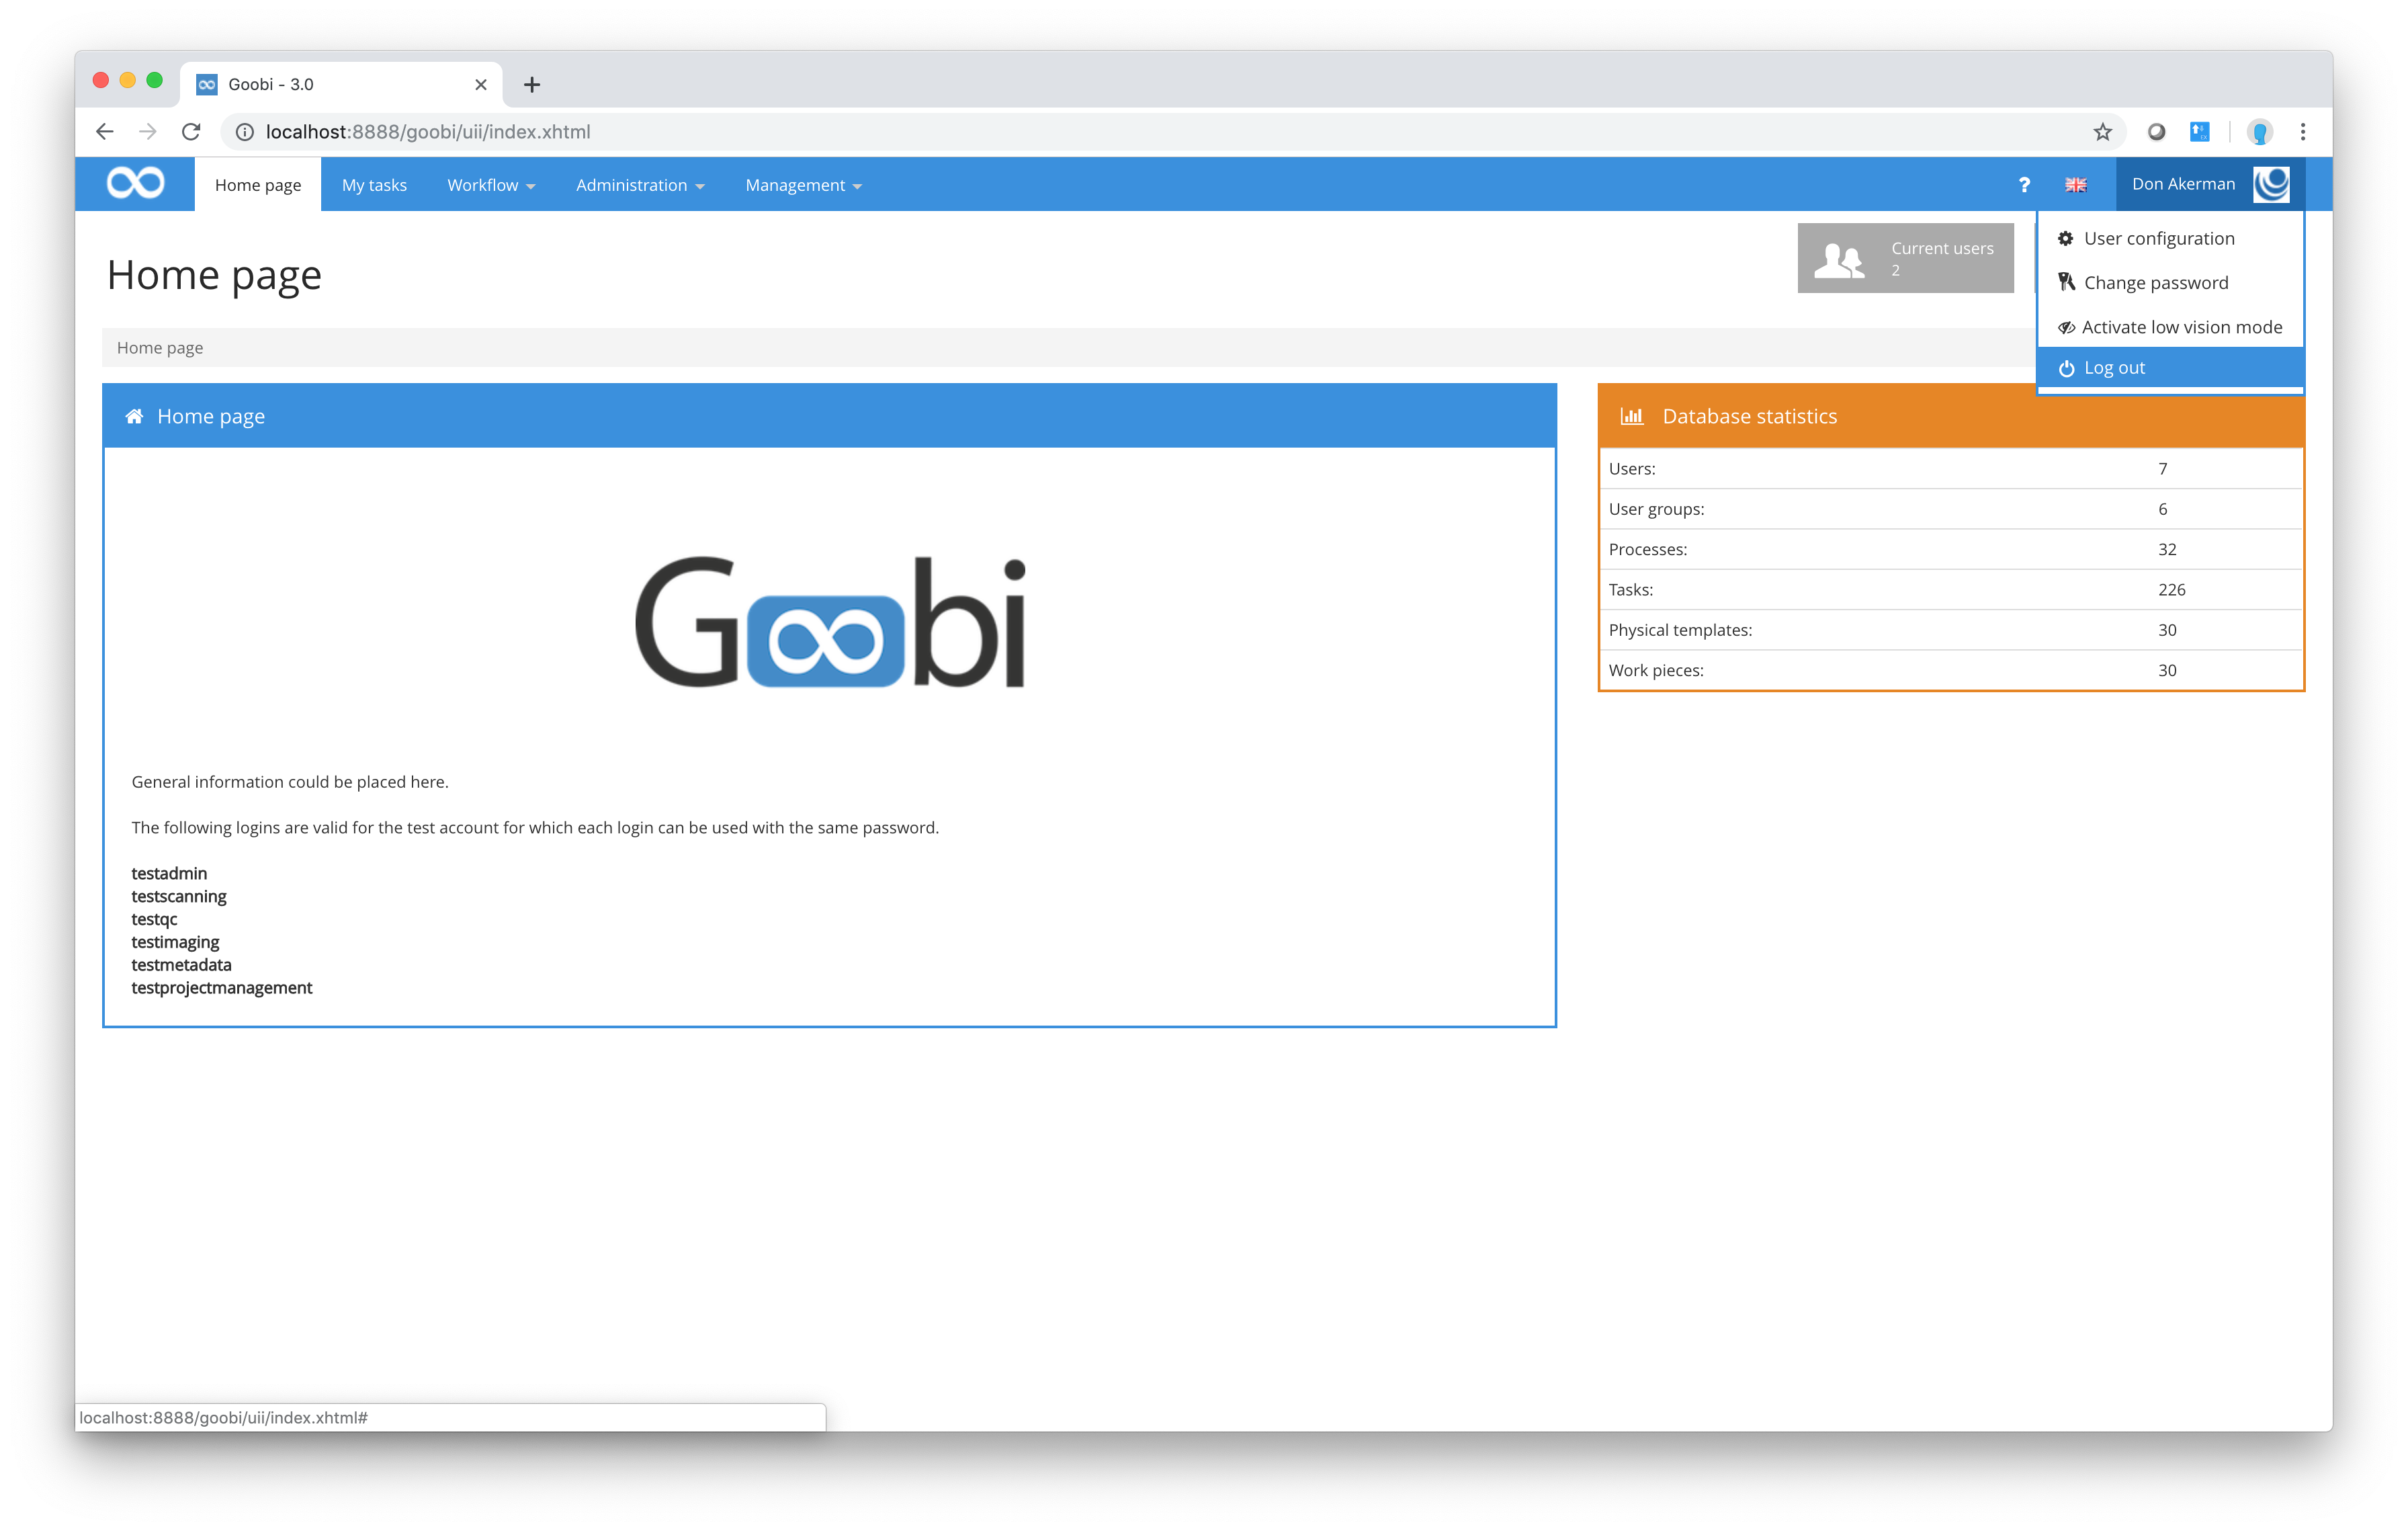 Goobi - 3.0
localhost:8888/goobi/uii/index.xhtml
Home page My tasks Workflow Administration Management ? Don Akerman
Home page
Current users
2
User configuration
Change password
Activate low vision mode
Log out
Home page
Home page
Goobi
General information could be placed here.
The following logins are valid for the test account for which each login can be used with the same password.
testadmin
testscanning
testqc
testimaging
testmetadata
testprojectmanagement
Database statistics
Users: 7
User groups: 6
Processes: 32
Tasks: 226
Physical templates: 30
Work pieces: 30
localhost:8888/goobi/uii/index.xhtml#